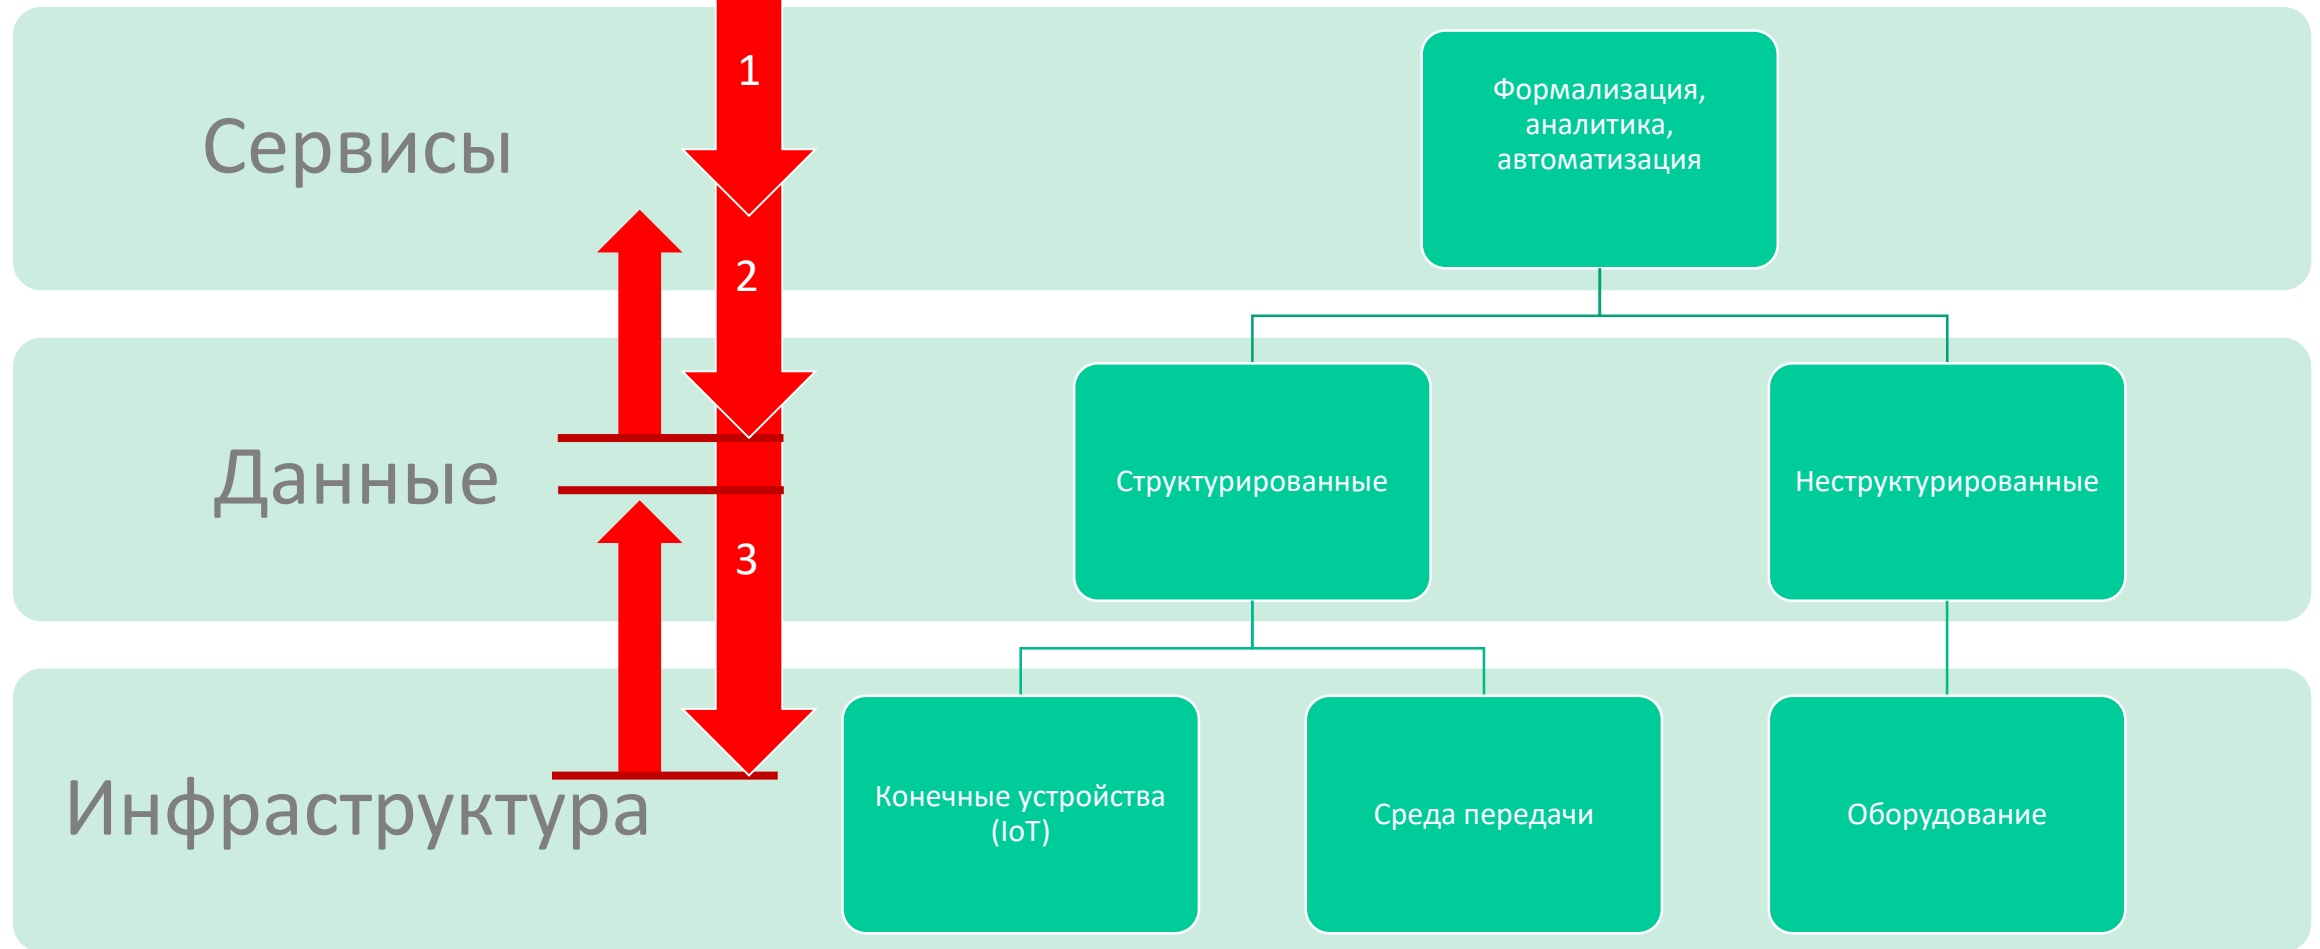 1
Формализация,
аналитика,
автоматизация
Сервисы
2
Данные
Структурированные
Неструктурированные
3
Инфраструктура
Конечные устройства
(IoT)
Среда передачи
Оборудование